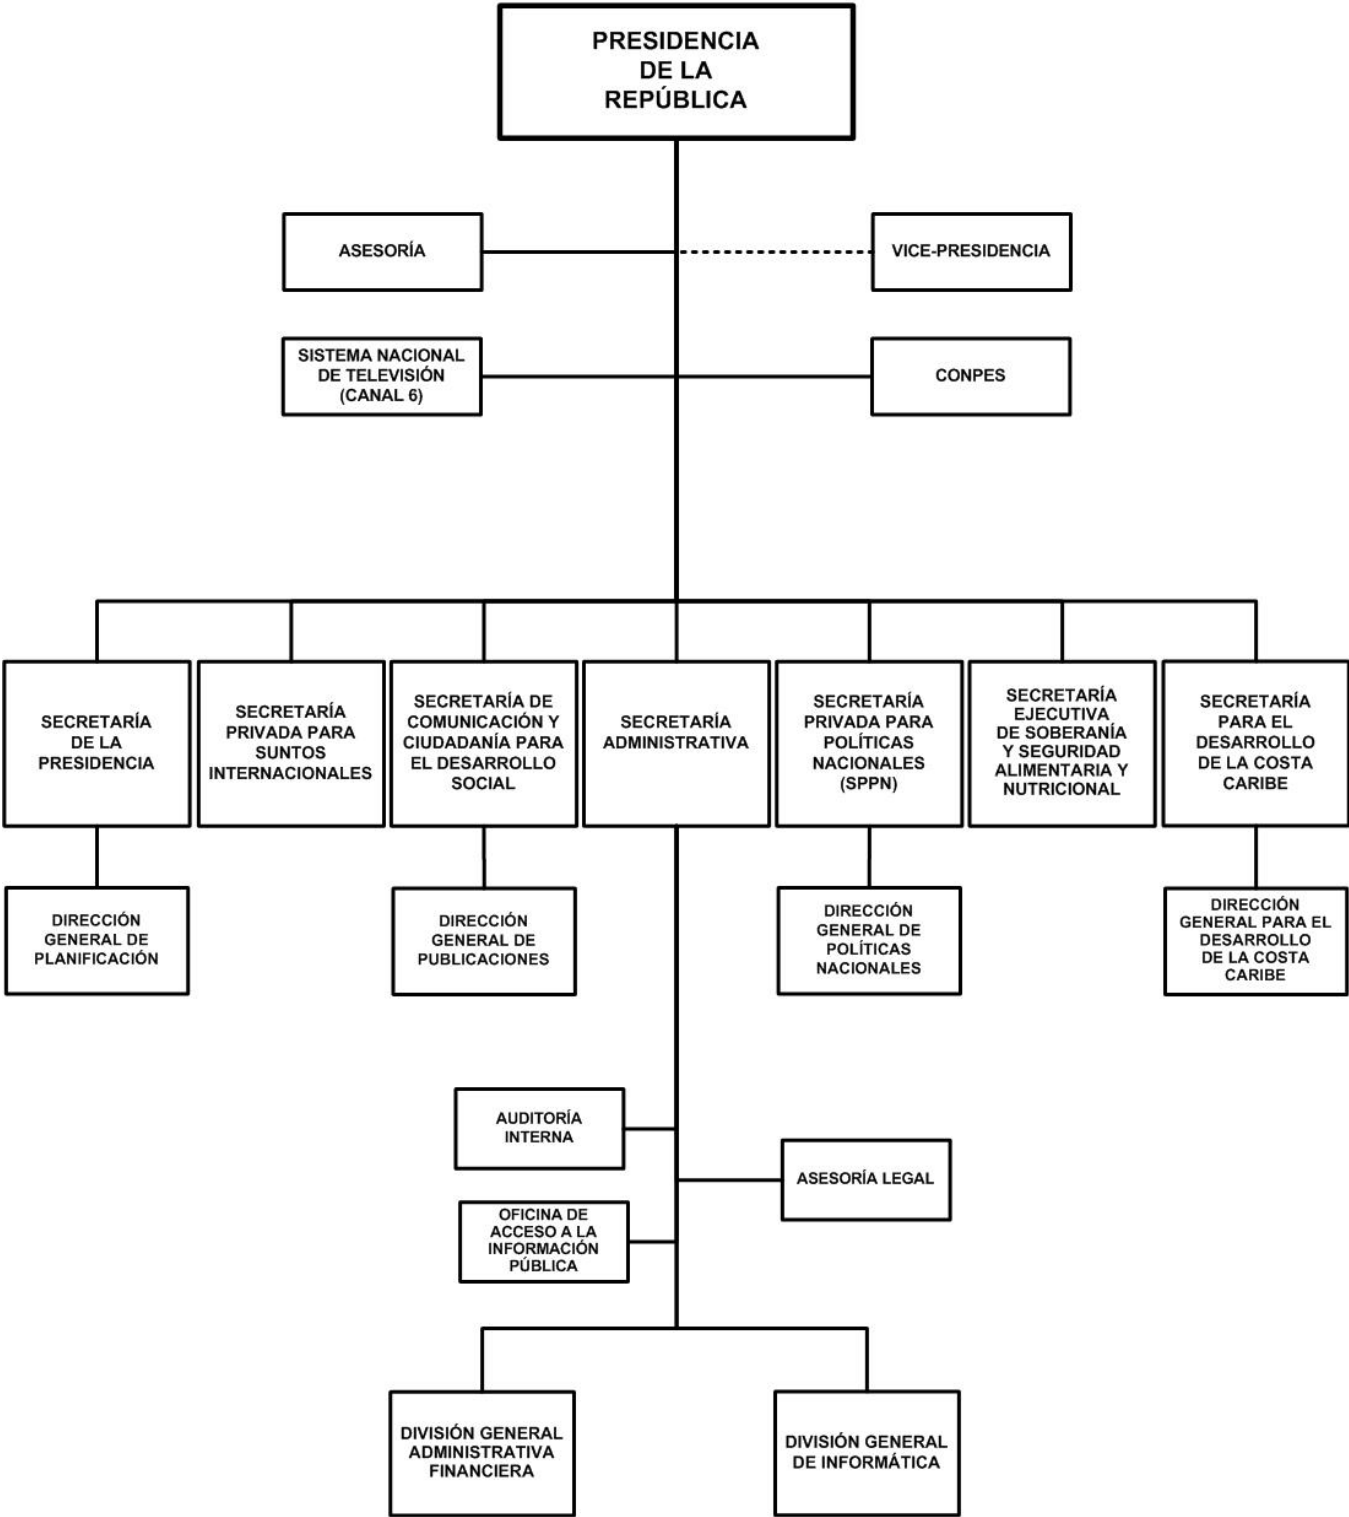 PRESIDENCIA
DE LA
REPÚBLICA
ASESORÍA
VICE-PRESIDENCIA
SISTEMA NACIONAL
DE TELEVISIÓN
(CANAL 6)
CONPES
SECRETARÍA
DE LA
PRESIDENCIA
SECRETARÍA
PRIVADA PARA
SUNTOS
INTERNACIONALES
SECRETARÍA DE
COMUNICACIÓN Y
CIUDADANÍA PARA
EL DESARROLLO
SOCIAL
SECRETARÍA
ADMINISTRATIVA
SECRETARÍA
PRIVADA PARA
POLÍTICAS
NACIONALES
(SPPN)
SECRETARÍA
EJECUTIVA
DE SOBERANÍA
Y SEGURIDAD
ALIMENTARIA Y
NUTRICIONAL
SECRETARÍA
PARA EL
DESARROLLO
DE LA COSTA
CARIBE
DIRECCIÓN
GENERAL DE
PLANIFICACIÓN
DIRECCIÓN
GENERAL DE
PUBLICACIONES
DIRECCIÓN
GENERAL DE
POLÍTICAS
NACIONALES
DIRECCIÓN
GENERAL PARA EL
DESARROLLO
DE LA COSTA
CARIBE
AUDITORÍA
INTERNA
ASESORÍA LEGAL
OFICINA DE
ACCESO A LA
INFORMACIÓN
PÚBLICA
DIVISIÓN GENERAL
ADMINISTRATIVA
FINANCIERA
DIVISIÓN GENERAL
DE INFORMÁTICA